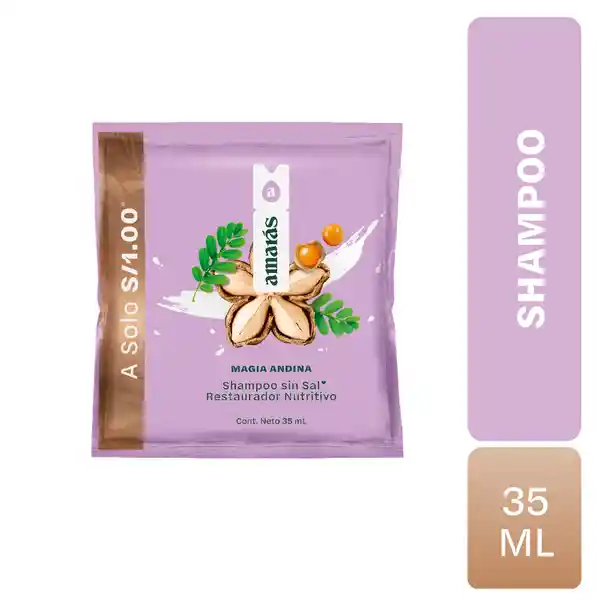 A Solo S/1.00*
a
amarás
MAGIA ANDINA
Shampoo sin Sal
Restaurador Nutritivo
Cont. Neto 35 mL
SHAMPOO
35
ML